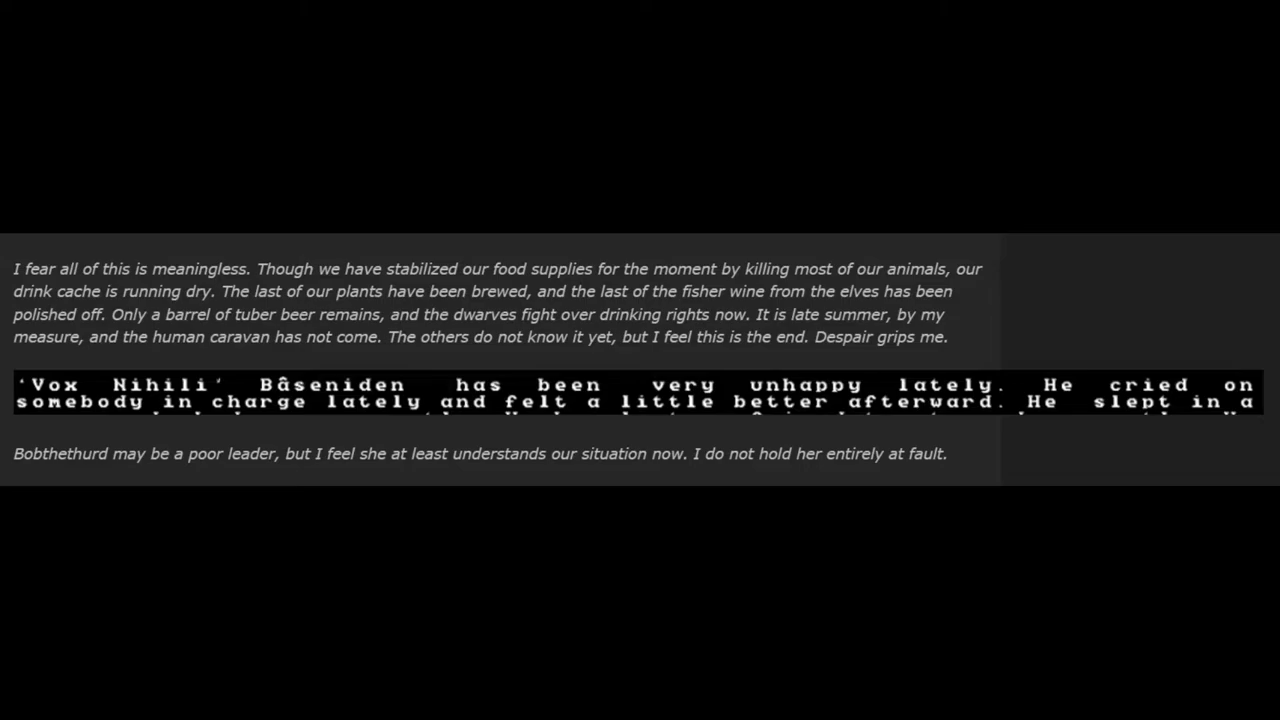 I fear all of this is meaningless. Though we have stabilized our food supplies for the moment by killing most of our animals, our
drink cache is running dry. The last of our plants have been brewed, and the last of the fisher wine from the elves has been
polished off. Only a barrel of tuber beer remains, and the dwarves fight over drinking rights now. It is late summer, by my
measure, and the human caravan has not come. The others do not know it yet, but I feel this is the end. Despair grips me.
'Vox Nihili' Bâseniden has been very unhappy lately. He cried on
somebody in charge lately and felt a little better afterward. He slept in a
Bobthethurd may be a poor leader, but I feel she at least understands our situation now. I do not hold her entirely at fault.